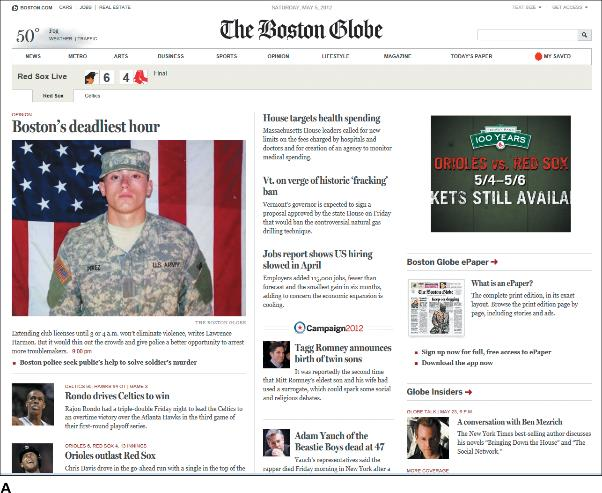 BOSTON.COM CARS JOBS REAL ESTATE
SATURDAY, MAY 5, 2012
TEXT SIZE GET ACCESS
50° Fog
WEATHER | TRAFFIC
The Boston Globe
NEWS METRO ARTS BUSINESS SPORTS OPINION LIFESTYLE MAGAZINE TODAY'S PAPER MY SAVED
Red Sox Live 6 4 Final
Red Sox Celtics
OPINION
Boston's deadliest hour
U.S. ARMY
THE BOSTON GLOBE
Extending club licenses until 3 or 4 a.m. won't eliminate violence, writes Lawrence
Harmon. But it would thin out the crowds and give police a better opportunity to arrest
more troublemakers. 9:00 pm
Boston police seek public's help to solve soldier's murder
CELTICS 90, HAWKS 84 OT | GAME 3
Rondo drives Celtics to win
Rajon Rondo had a triple-double Friday night to lead the Celtics to
an overtime victory over the Atlanta Hawks in the third game of
their first-round playoff series.
ORIOLES 6, RED SOX 4, 13 INNINGS
Orioles outlast Red Sox
Chris Davis drove in the go-ahead run with a single in the top of the
House targets health spending
Massachusetts House leaders called for new
limits on the fees charged by hospitals and
doctors and for creation of an agency to monitor
medical spending.
Vt. on verge of historic 'fracking'
ban
Vermont's governor is expected to sign a
proposal approved by the state House on Friday
that would ban the controversial natural gas
drilling technique.
Jobs report shows US hiring
slowed in April
Employers added 115,000 jobs, fewer than
forecast and the smallest gain in six months,
adding to concern the economic expansion is
cooling.
Campaign2012
Tagg Romney announces
birth of twin sons
It was reportedly the second time
that Mitt Romney's eldest son and his wife had
used a surrogate, which could spark some social
and religious debates.
Adam Yauch of the
Beastie Boys dead at 47
Yauch's representatives said the
rapper died Friday morning in New York after a
100 YEARS
ORIOLES vs. RED SOX
5/4-5/6
KETS STILL AVAILA
Boston Globe ePaper
What is an ePaper?
The complete print edition, in its exact
layout. Browse the print edition page by
page, including stories and ads.
Sign up now for full, free access to ePaper
Download the app now
Globe Insiders
GLOBE TALK | MAY 23, 6 P.M.
A conversation with Ben Mezrich
The New York Times best-selling author discusses
his novels "Bringing Down the House" and "The
Social Network."
MORE COVERAGE
A